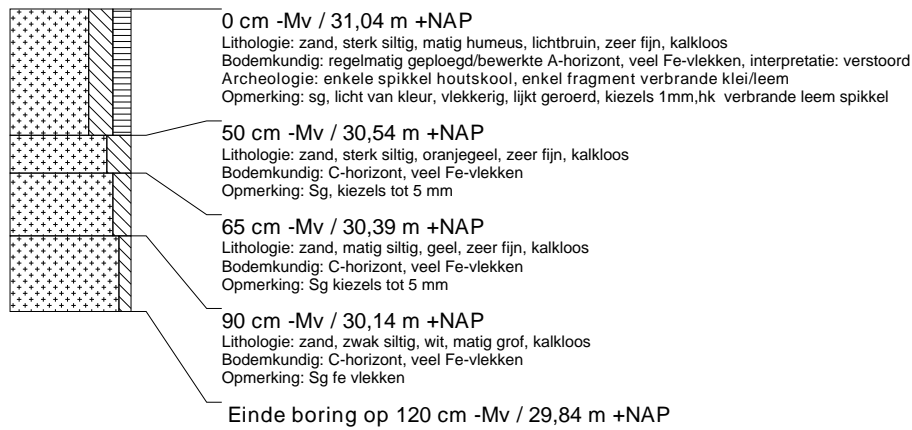 0 cm -Mv / 31,04 m +NAP
Lithologie: zand, sterk siltig, matig humeus, lichtbruin, zeer fijn, kalkloos
Bodemkundig: regelmatig geploegd/bewerkte A-horizont, veel Fe-vlekken, interpretatie: verstoord
Archeologie: enkele spikkel houtskool, enkel fragment verbrande klei/leem
Opmerking: sg, licht van kleur, vlekkerig, lijkt geroerd, kiezels 1mm,hk verbrande leem spikkel
50 cm -Mv / 30,54 m +NAP
Lithologie: zand, sterk siltig, oranjegeel, zeer fijn, kalkloos
Bodemkundig: C-horizont, veel Fe-vlekken
Opmerking: Sg, kiezels tot 5 mm
65 cm -Mv / 30,39 m +NAP
Lithologie: zand, matig siltig, geel, zeer fijn, kalkloos
Bodemkundig: C-horizont, veel Fe-vlekken
Opmerking: Sg kiezels tot 5 mm
90 cm -Mv / 30,14 m +NAP
Lithologie: zand, zwak siltig, wit, matig grof, kalkloos
Bodemkundig: C-horizont, veel Fe-vlekken
Opmerking: Sg fe vlekken
Einde boring op 120 cm -Mv / 29,84 m +NAP